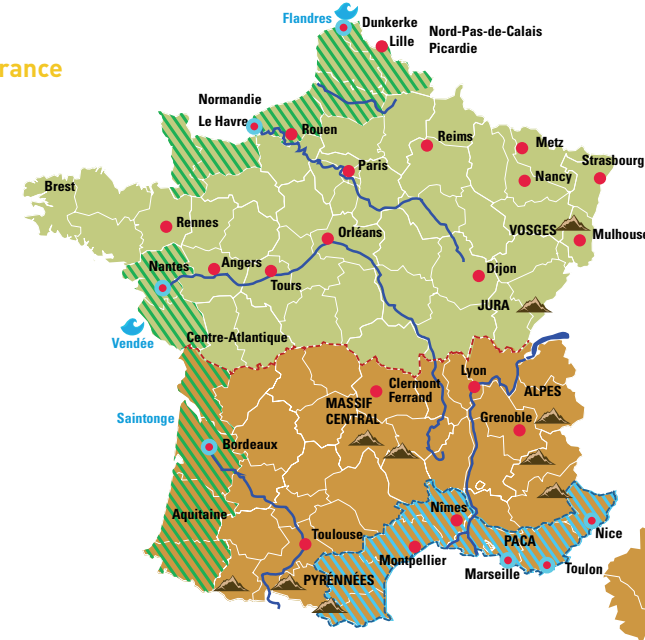 Flandres
Dunkerke
Lille
Nord-Pas-de-Calais
Picardie
rance
Normandie
Le Havre
Rouen
Reims
Metz
Strasbourg
Paris
Nancy
Brest
Rennes
Orléans
VOSGES
Mulhouse
Nantes
Angers
Tours
Dijon
JURA
Vendée
Centre-Atlantique
Lyon
Clermont
Ferrand
ALPES
MASSIF
CENTRAL
Saintonge
Grenoble
Bordeaux
Aquitaine
Nîmes
Toulouse
PACA
Nice
Montpellier
Marseille
Toulon
PYRÉNNÉES